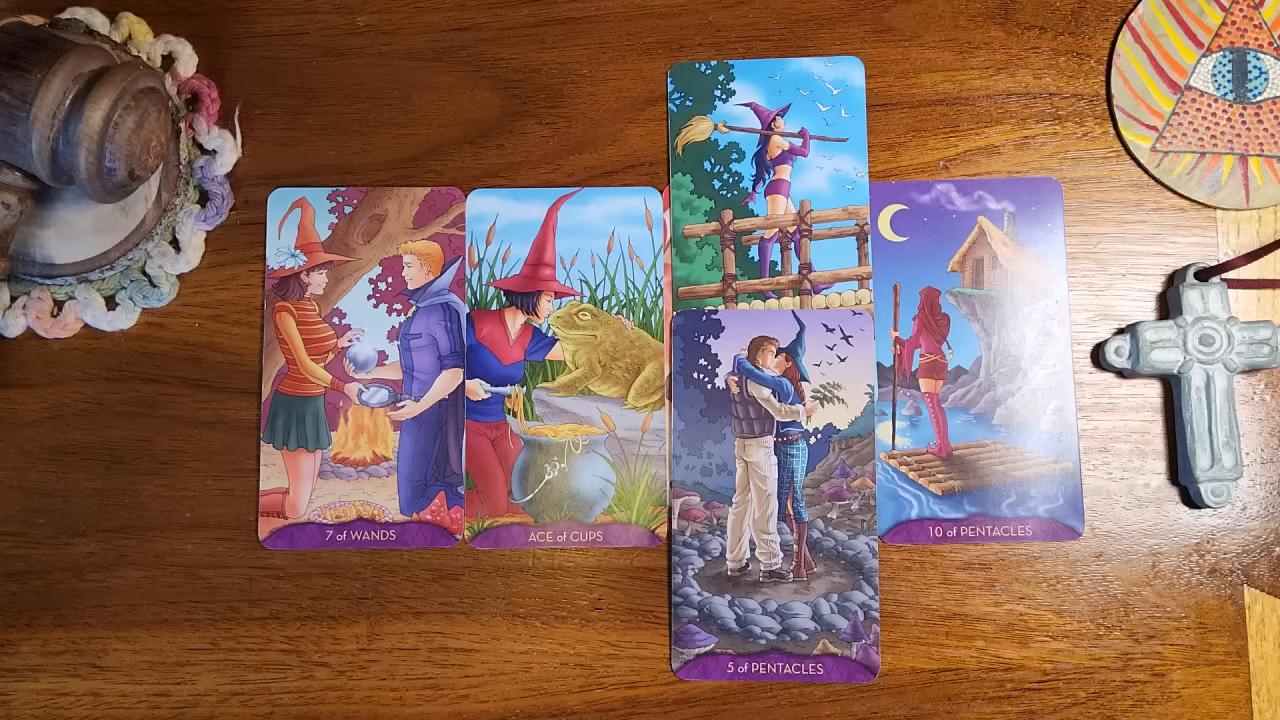 7 of WANDS
ACE of CUPS
5 of PENTACLES
10 of PENTACLES